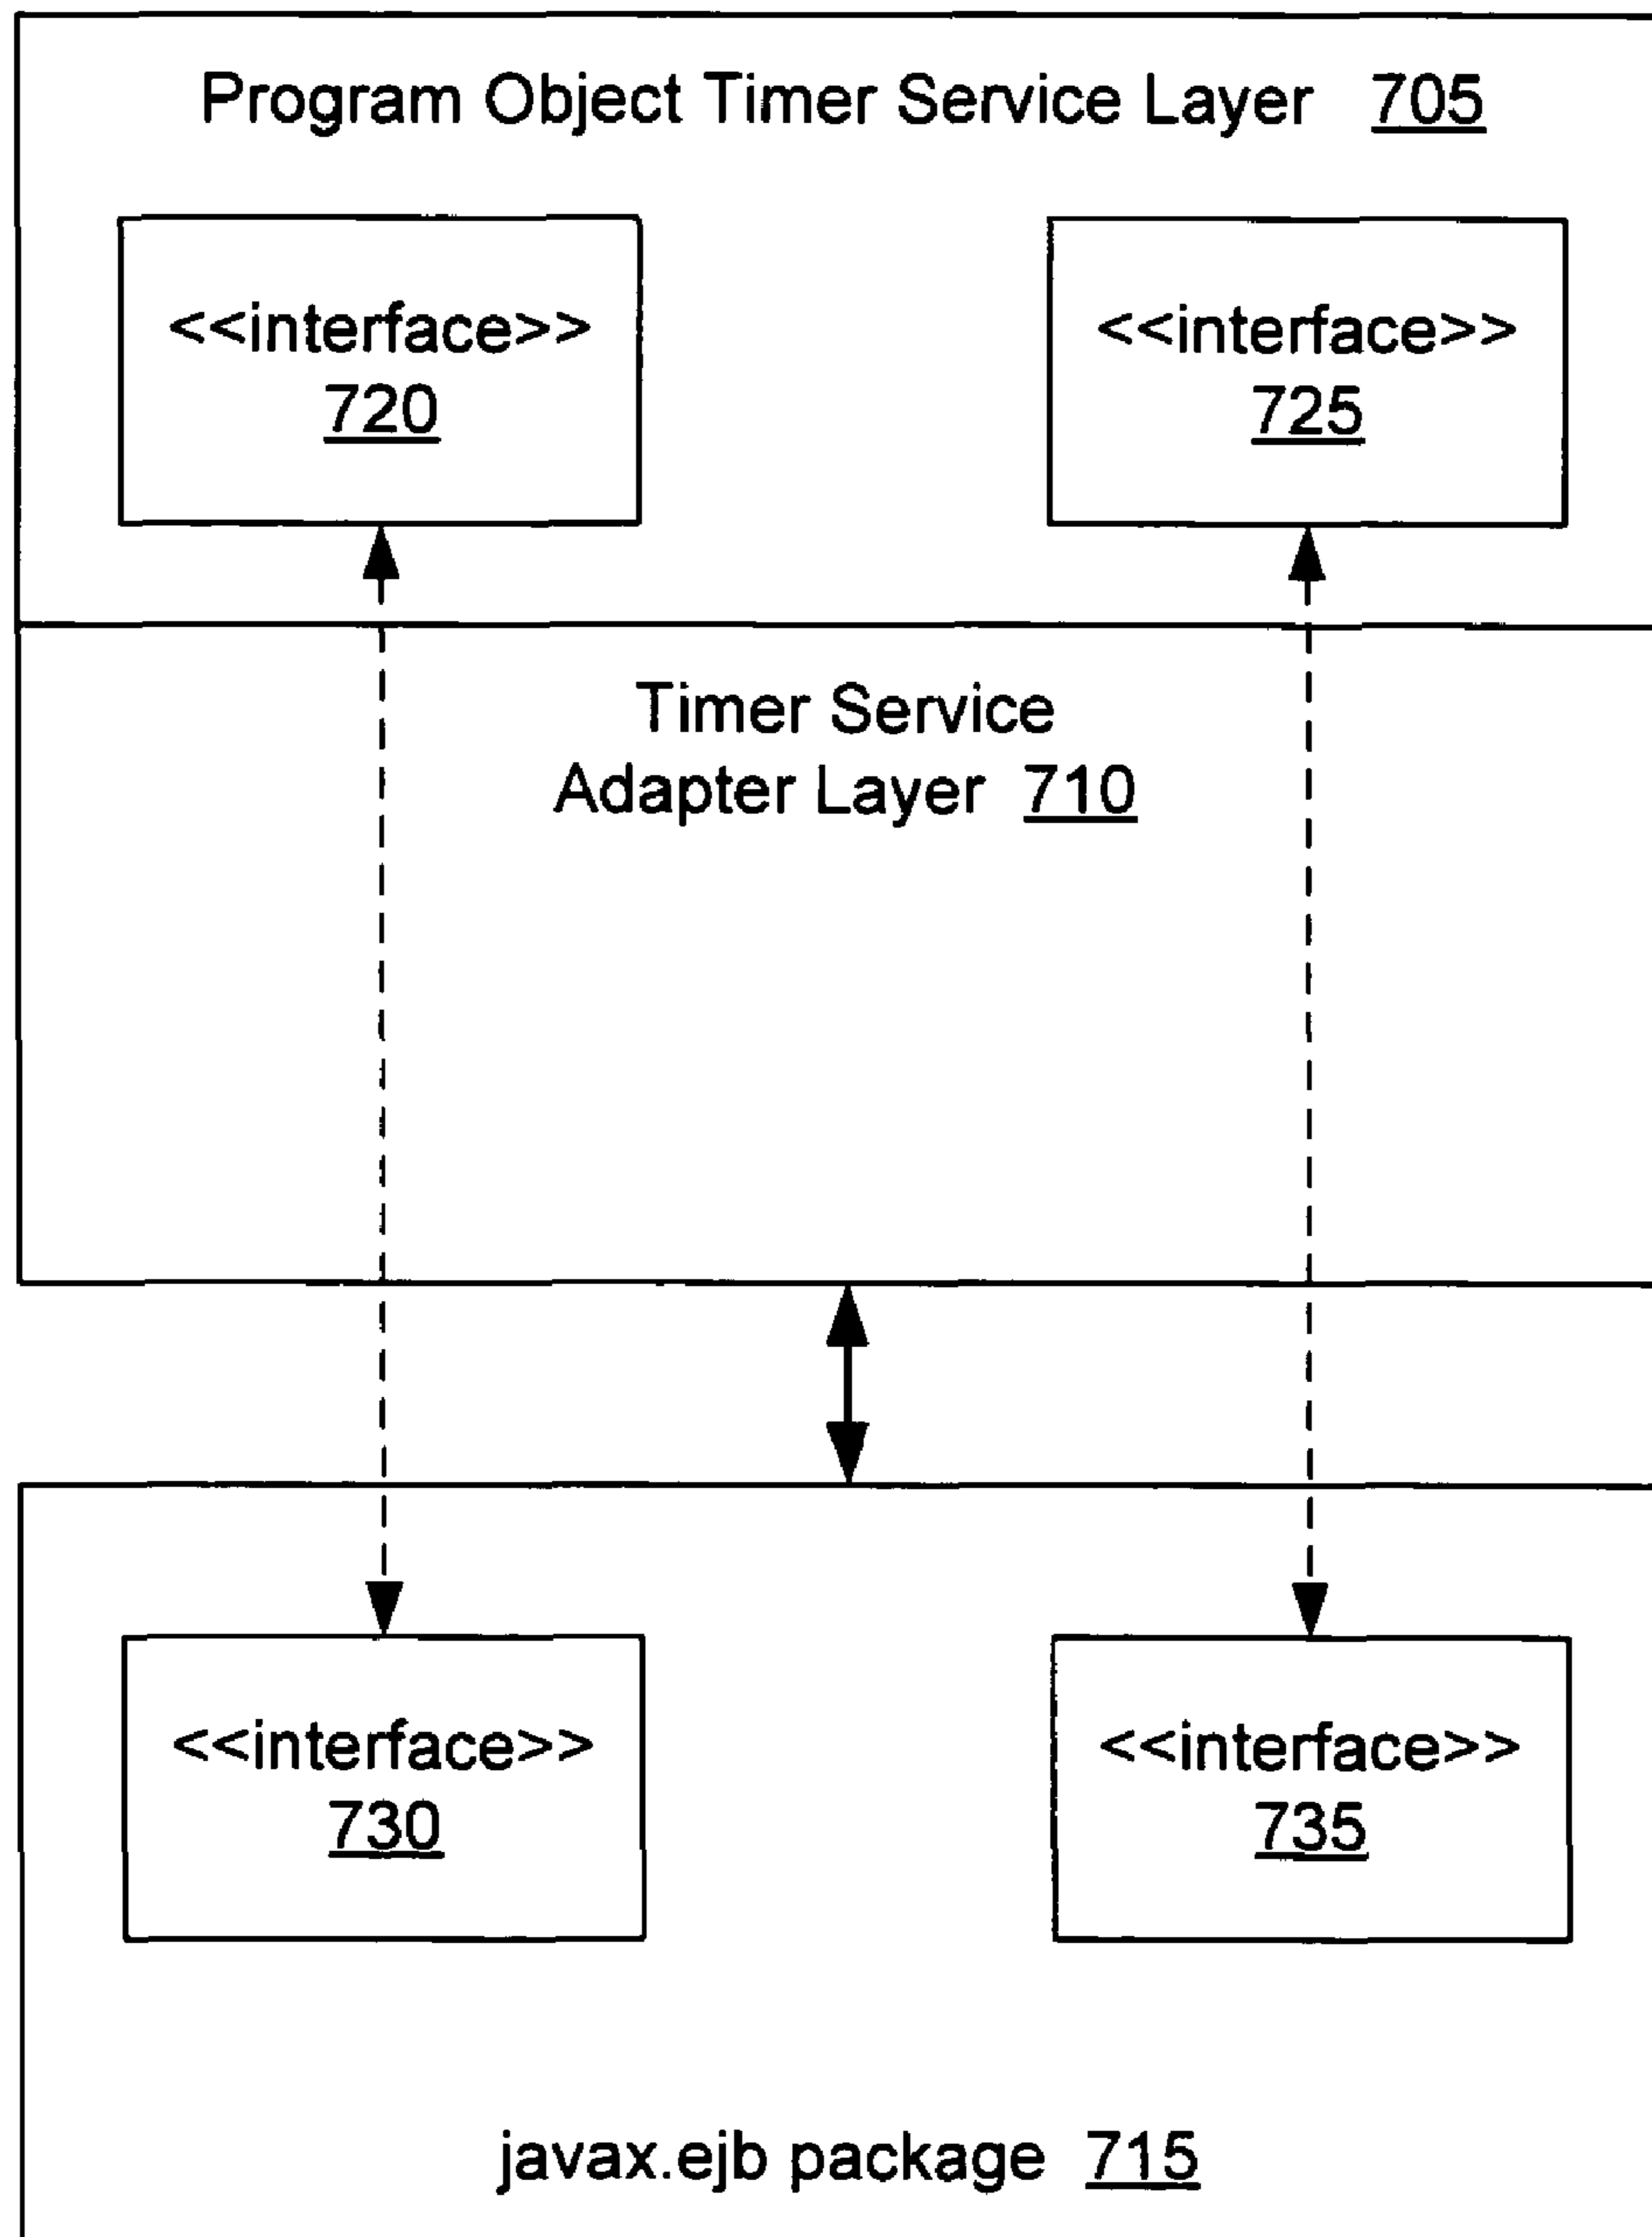 Program Object Timer Service Layer 705
<<interface>>
720
<<interface>>
725
Timer Service
Adapter Layer 710
<<interface>>
730
<<interface>>
735
javax.ejb package 715